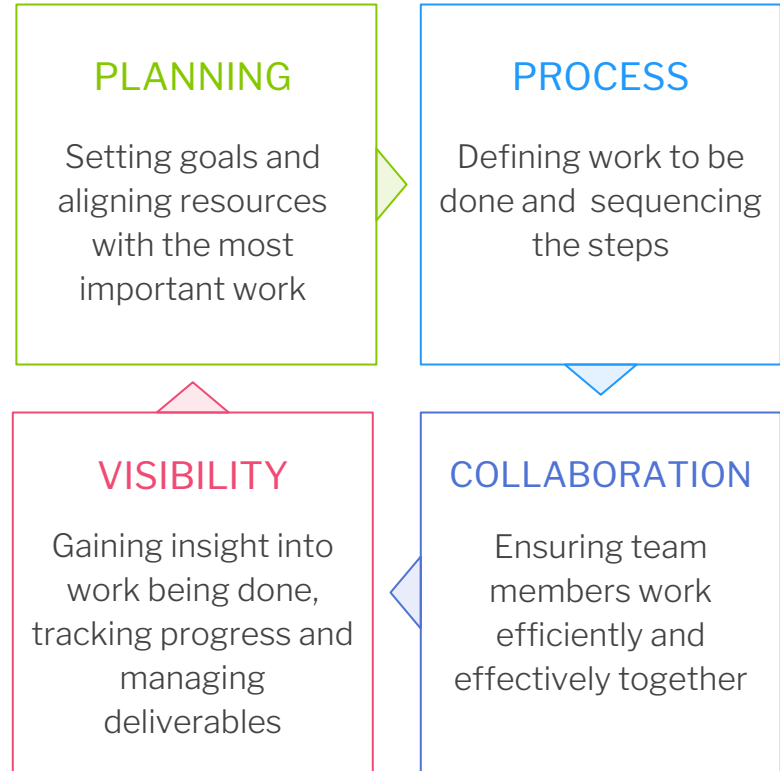 PLANNING
Setting goals and
aligning resources
with the most
important work
PROCESS
Defining work to be
done and  sequencing
the steps
VISIBILITY
Gaining insight into
work being done,
tracking progress and
managing
deliverables
COLLABORATION
Ensuring team
members work
efficiently and
effectively together